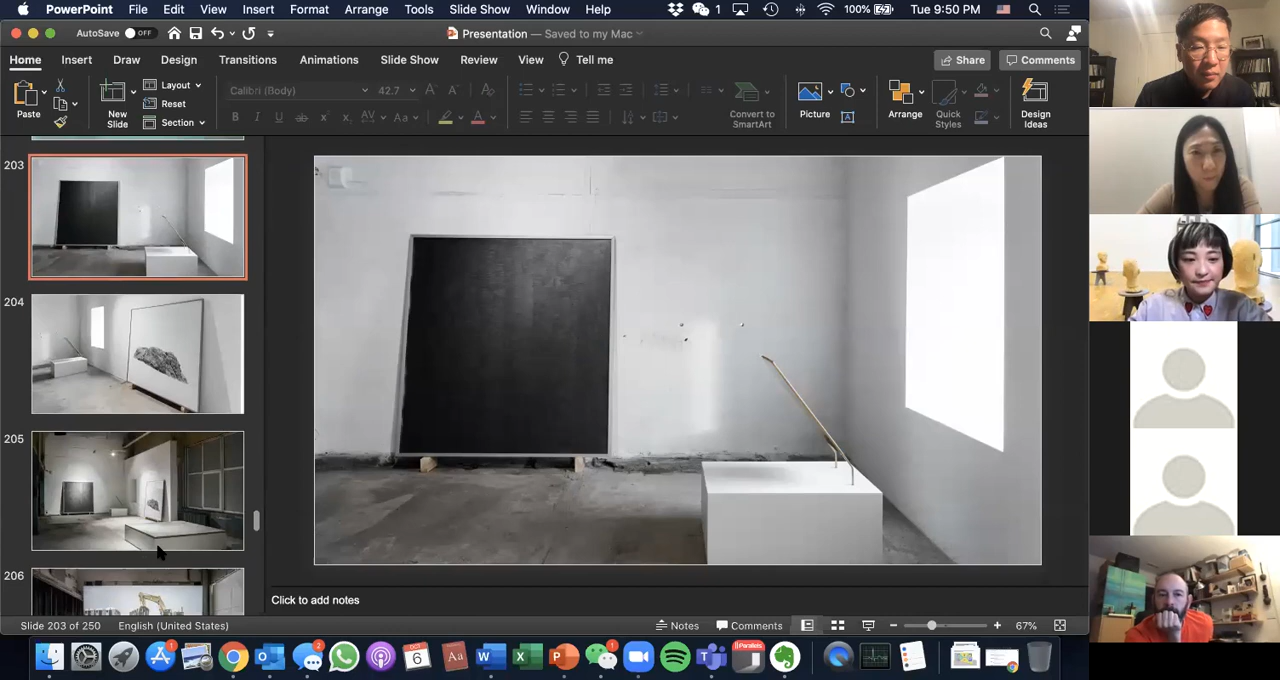 PowerPoint File Edit View Insert Format Arrange Tools Slide Show Window Help 1 100% Tue 9:50 PM
AutoSave OFF Presentation — Saved to my Mac
Home Insert Draw Design Transitions Animations Slide Show Review View Tell me Share Comments
Paste New Slide Layout Reset Section Calibri (Body) 42.7 Convert to SmartArt Picture Arrange Quick Styles Design Ideas
203
204
205
206
Click to add notes
Slide 203 of 250 English (United States) Notes Comments 67%
OCT 6